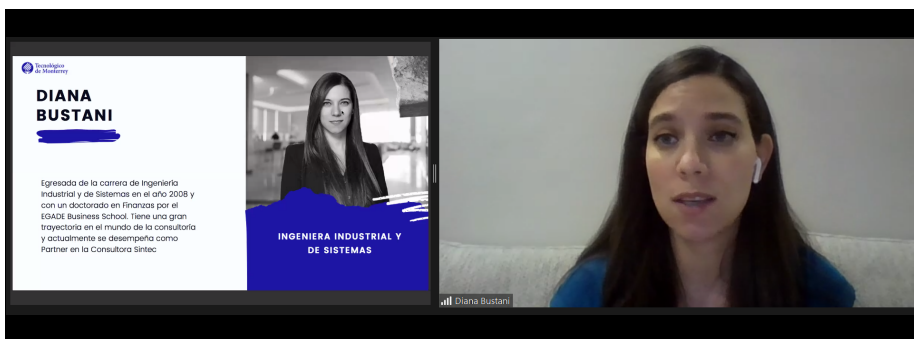 Tecnológico
de Monterrey
DIANA
BUSTANI
Egresada de la carrera de Ingeniería
Industrial y de Sistemas en el año 2008 y
con un doctorado en Finanzas por el
EGADE Business School. Tiene una gran
trayectoria en el mundo de la consultoría
y actualmente se desempeña como
Partner en la Consultora Sintec
INGENIERA INDUSTRIAL Y
DE SISTEMAS
Diana Bustani